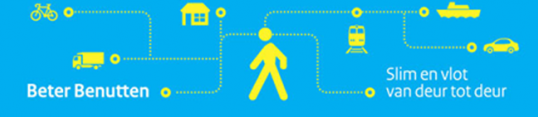 Beter Benutten
Slim en vlot
van deur tot deur